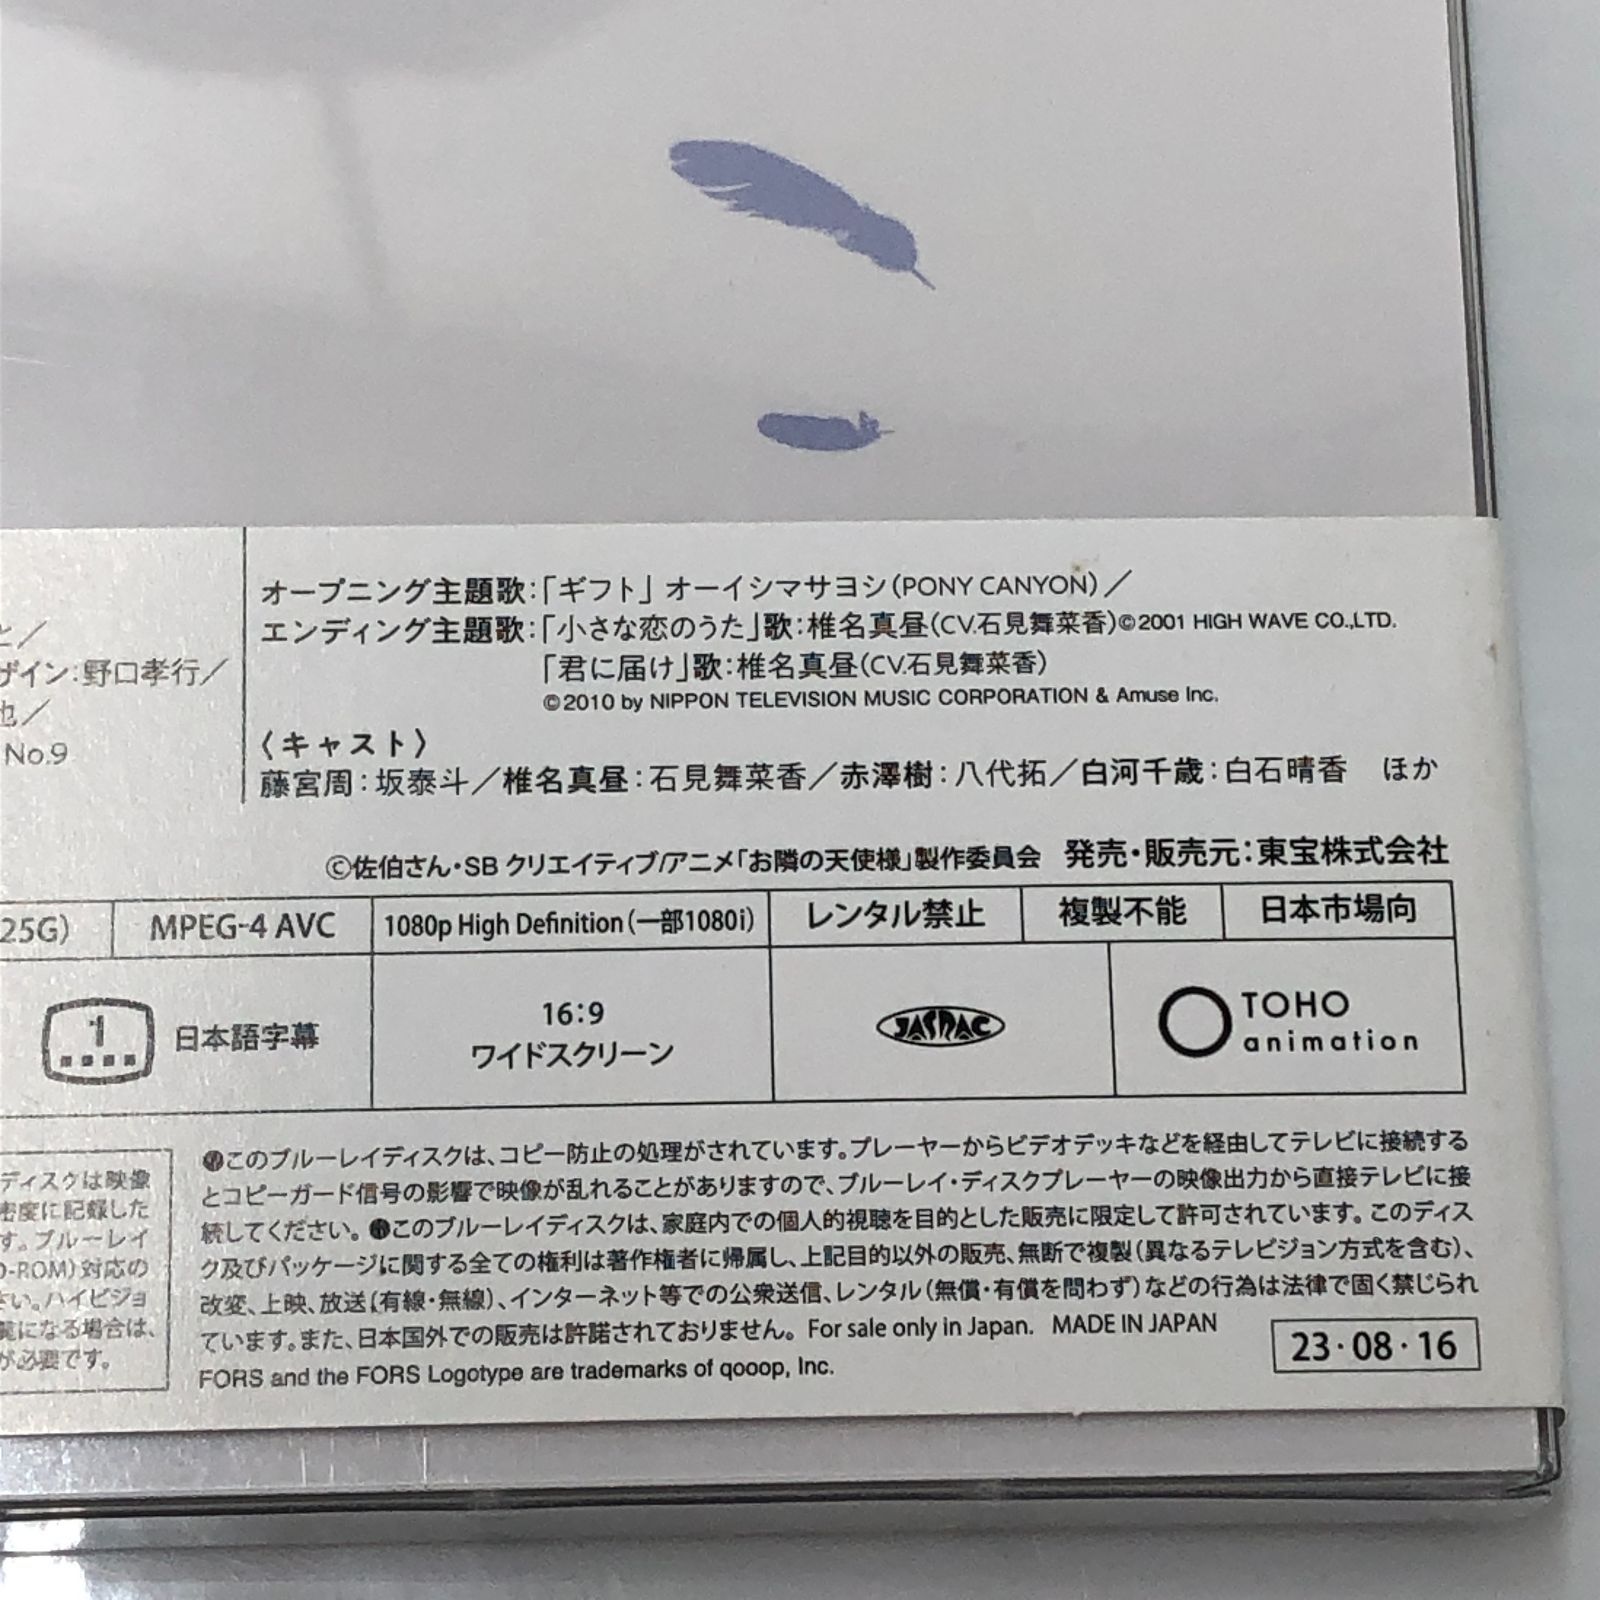 と／
ザイン：野口孝行／
也／
No.9
オープニング主題歌：「ギフト」 オーイシマサヨシ（PONY CANYON）／
エンディング主題歌：「小さな恋のうた」歌：椎名真昼（CV.石見舞菜香）©2001 HIGH WAVE CO.,LTD.
「君に届け」歌：椎名真昼（CV.石見舞菜香）
©2010 by NIPPON TELEVISION MUSIC CORPORATION & Amuse Inc.
〈キャスト〉
藤宮周：坂泰斗／椎名真昼：石見舞菜香／赤澤樹：八代拓／白河千歳：白石晴香　ほか
©佐伯さん・SB クリエイティブ/アニメ「お隣の天使様」製作委員会　発売・販売元：東宝株式会社
25G） MPEG-4 AVC 1080p High Definition（一部1080i） レンタル禁止 複製不能 日本市場向
1 日本語字幕
16：9
ワイドスクリーン
JASRAC
TOHO
animation
ディスクは映像
密度に記録した
す。ブルーレイ
D-ROM）対応の
さい。ハイビジョ
覧になる場合は、
が必要です。
このブルーレイディスクは、コピー防止の処理がされています。プレーヤーからビデオデッキなどを経由してテレビに接続する
とコピーガード信号の影響で映像が乱れることがありますので、ブルーレイ・ディスクプレーヤーの映像出力から直接テレビに接
続してください。このブルーレイディスクは、家庭内での個人的視聴を目的とした販売に限定して許可されています。このディス
ク及びパッケージに関する全ての権利は著作権者に帰属し、上記目的以外の販売、無断で複製（異なるテレビジョン方式を含む）、
改変、上映、放送（有線・無線）、インターネット等での公衆送信、レンタル（無償・有償を問わず）などの行為は法律で固く禁じられ
ています。また、日本国外での販売は許諾されておりません。For sale only in Japan.　MADE IN JAPAN
FORS and the FORS Logotype are trademarks of qooop, Inc.
23・08・16